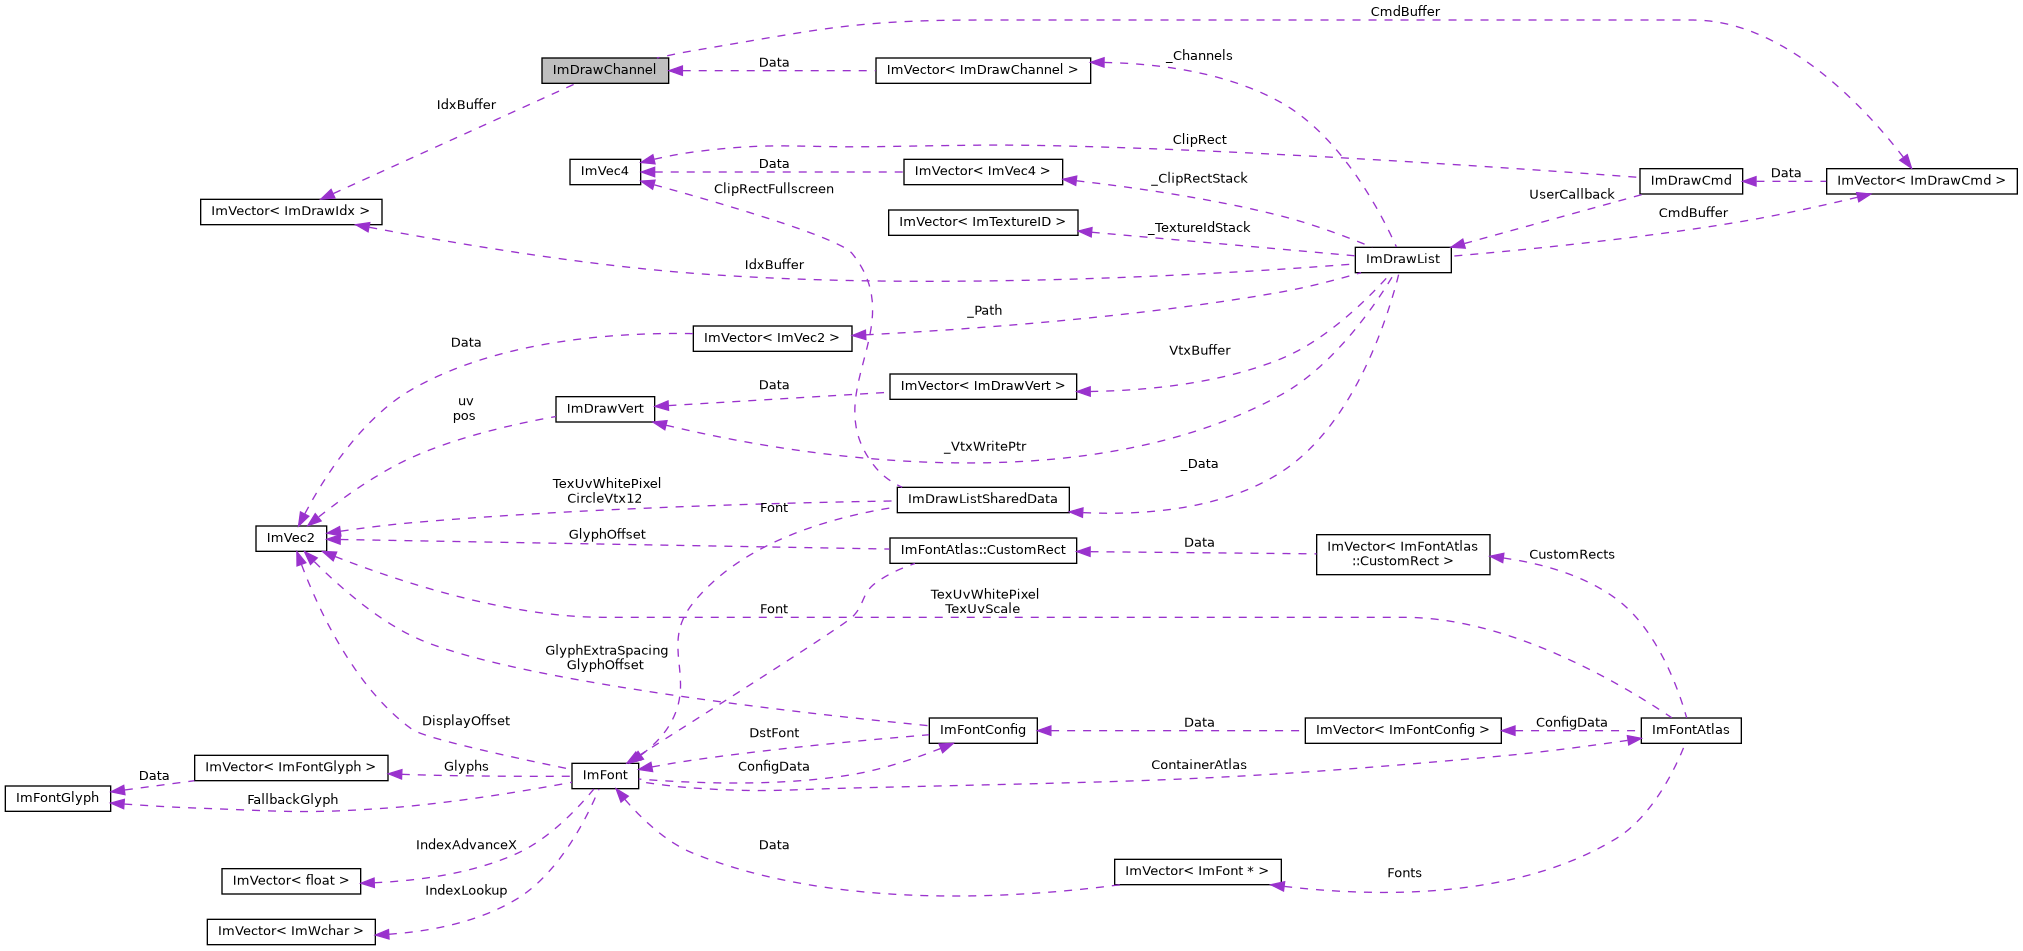 CmdBuffer
_Channels
ImDrawChannel
Data
ImVector< ImDrawChannel >
IdxBuffer
ClipRect
ImVec4
Data
ImVector< ImVec4 >
_ClipRectStack
ImDrawCmd
Data
ImVector< ImDrawCmd >
ClipRectFullscreen
UserCallback
ImVector< ImDrawIdx >
ImVector< ImTextureID >
_TextureIdStack
CmdBuffer
IdxBuffer
ImDrawList
_Path
ImVector< ImVec2 >
Data
VtxBuffer
Data
ImVector< ImDrawVert >
uv
pos
ImDrawVert
_VtxWritePtr
_Data
TexUvWhitePixel
CircleVtx12
Font
ImDrawListSharedData
ImVec2
GlyphOffset
ImFontAtlas::CustomRect
Data
ImVector< ImFontAtlas
::CustomRect >
CustomRects
TexUvWhitePixel
TexUvScale
Font
GlyphExtraSpacing
GlyphOffset
DisplayOffset
DstFont
ImFontConfig
Data
ImVector< ImFontConfig >
ConfigData
ImFontAtlas
ImVector< ImFontGlyph >
Glyphs
ImFont
ConfigData
ContainerAtlas
Data
ImFontGlyph
FallbackGlyph
IndexAdvanceX
Data
ImVector< ImFont * >
Fonts
ImVector< float >
IndexLookup
ImVector< ImWchar >